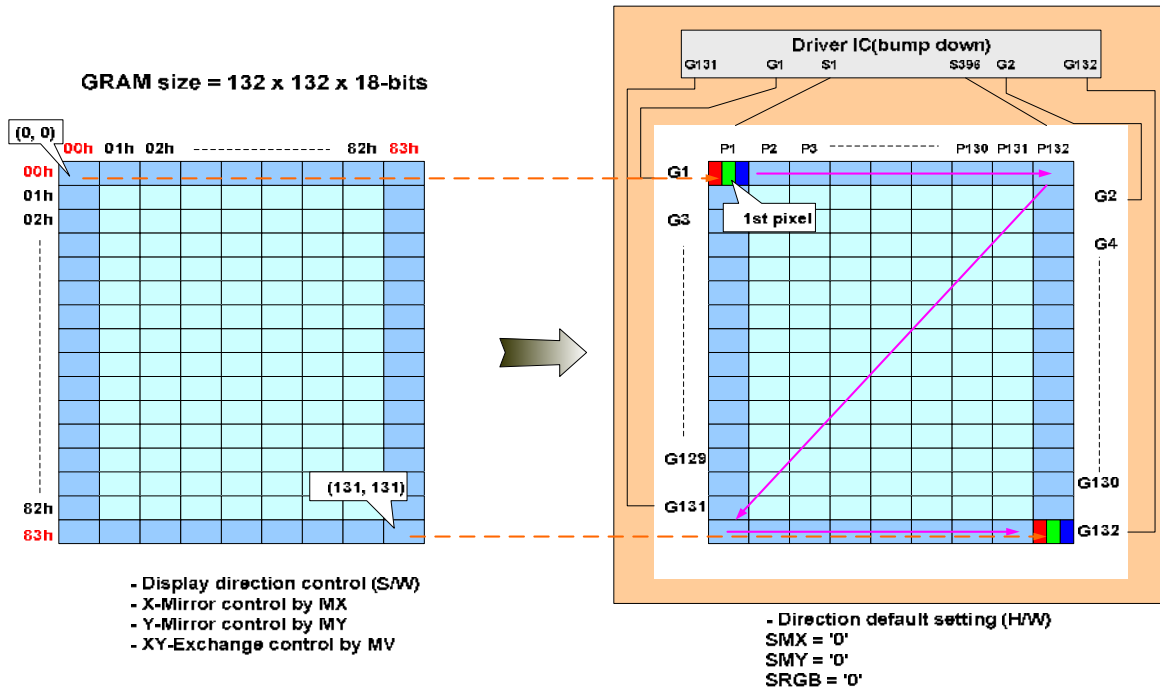 GRAM size = 132 x 132 x 18-bits
(0, 0)
00h 01h 02h 82h 83h
00h
01h
02h
82h
83h
(131, 131)
- Display direction control (S/W)
- X-Mirror control by MX
- Y-Mirror control by MY
- XY-Exchange control by MV
Driver IC(bump down)
G131 G1 S1 S396 G2 G132
P1 P2 P3 P130 P131 P132
G1
G2
1st pixel
G3
G4
G129
G130
G131
G132
- Direction default setting (H/W)
SMX = '0'
SMY = '0'
SRGB = '0'